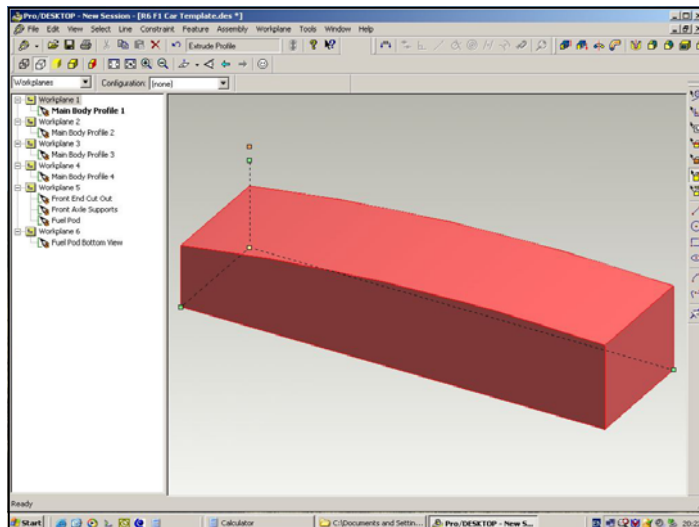 Pro/DESKTOP - New Session - [R6 F1 Car Template.des *]
File Edit View Select Line Constraint Feature Assembly Workplane Tools Window Help
Extrude Profile
Workplanes Configuration: (none)
Workplane 1
Main Body Profile 1
Workplane 2
Main Body Profile 2
Workplane 3
Main Body Profile 3
Workplane 4
Main Body Profile 4
Workplane 5
Front End Cut Out
Front Axle Supports
Fuel Pod
Workplane 6
Fuel Pod Bottom View
Ready
Start Calculator C:\Documents and Settin... Pro/DESKTOP - New S...